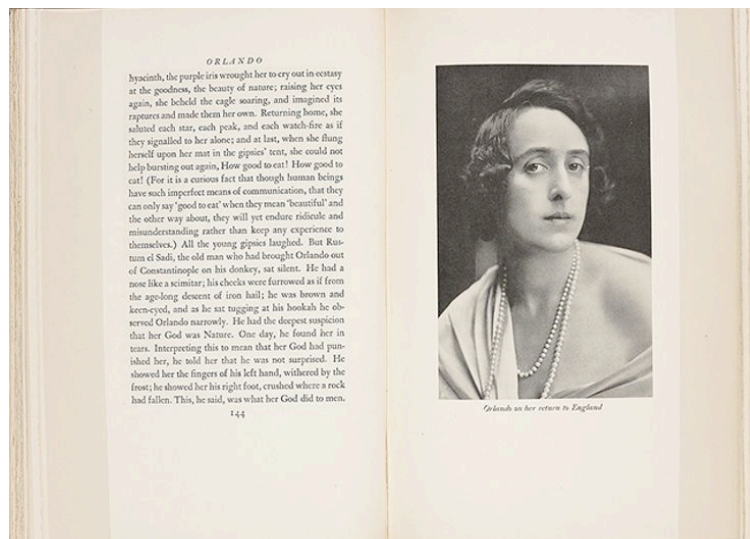 ORLANDO
hyacinth, the purple iris wrought her to cry out in ecstasy
at the goodness, the beauty of nature; raising her eyes
again, she beheld the eagle soaring, and imagined its
raptures and made them her own. Returning home, she
saluted each star, each peak, and each watch-fire as if
they signalled to her alone; and at last, when she flung
herself upon her mat in the gipsies' tent, she could not
help bursting out again, How good to eat! How good to
eat! (For it is a curious fact that though human beings
have such imperfect means of communication, that they
can only say 'good to eat' when they mean 'beautiful' and
the other way about, they will yet endure ridicule and
misunderstanding rather than keep any experience to
themselves.) All the young gipsies laughed. But Rus-
tum el Sadi, the old man who had brought Orlando out
of Constantinople on his donkey, sat silent. He had a
nose like a scimitar; his cheeks were furrowed as if from
the age-long descent of iron hail; he was brown and
keen-eyed, and as he sat tugging at his hookah he ob-
served Orlando narrowly. He had the deepest suspicion
that her God was Nature. One day, he found her in
tears. Interpreting this to mean that her God had pun-
ished her, he told her that he was not surprised. He
showed her the fingers of his left hand, withered by the
frost; he showed her his right foot, crushed where a rock
had fallen. This, he said, was what her God did to men.
144
Orlando on her return to England